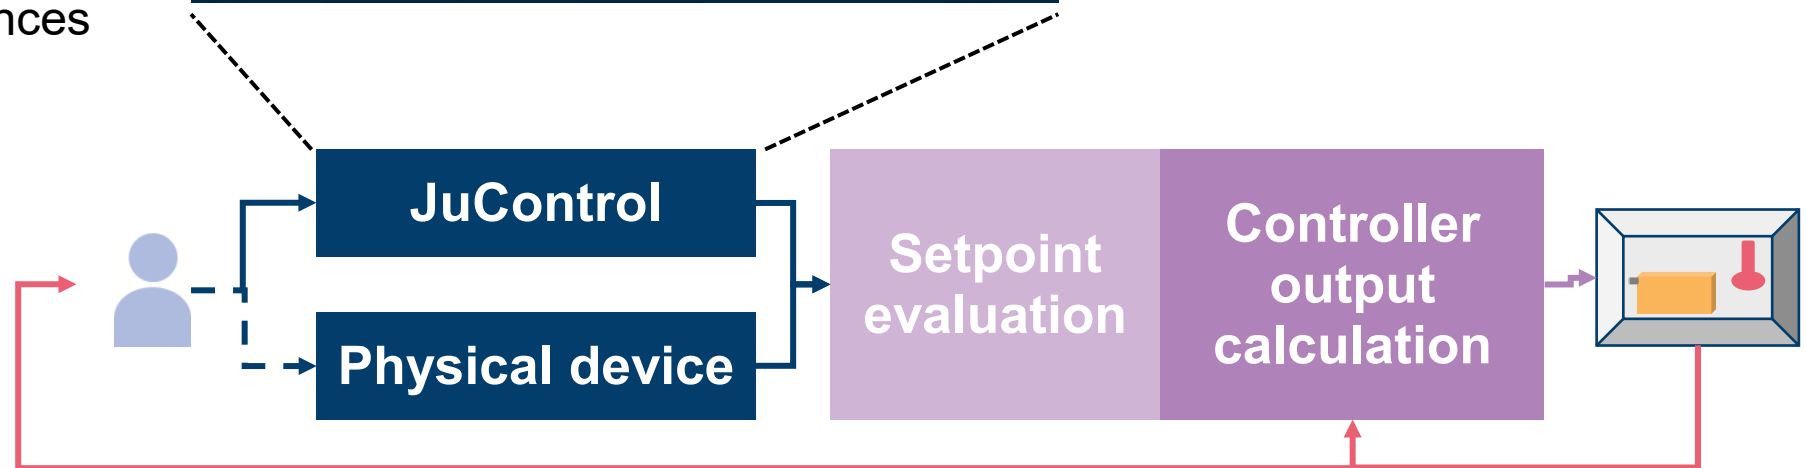 nces
JuControl
Setpoint
evaluation
Controller
output
calculation
Physical device